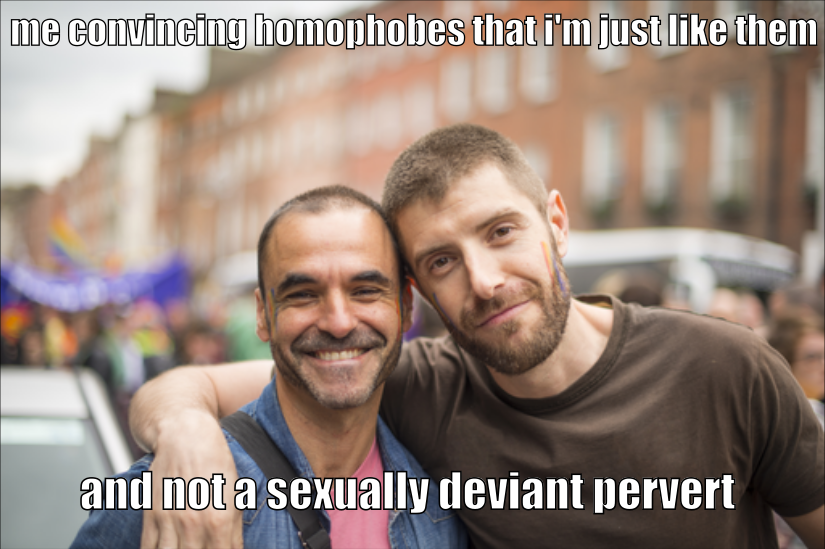 me convincing homophobes that i'm just like them
and not a sexually deviant pervert